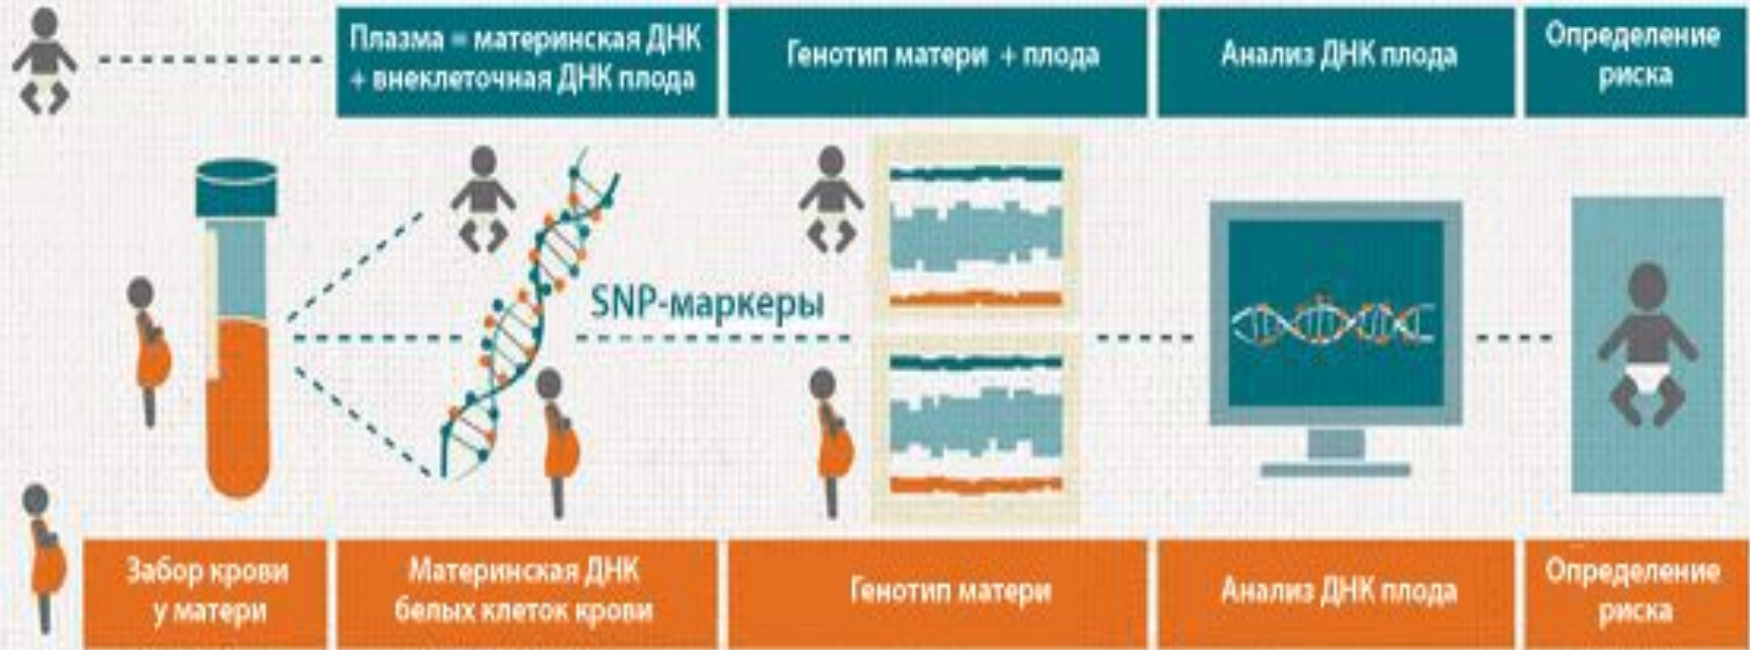 Плазма = материнская ДНК
+ внеклеточная ДНК плода
Генотип матери + плода
Анализ ДНК плода
Определение
риска
SNP-маркеры
Забор крови
у матери
Материнская ДНК
белых клеток крови
Генотип матери
Анализ ДНК плода
Определение
риска